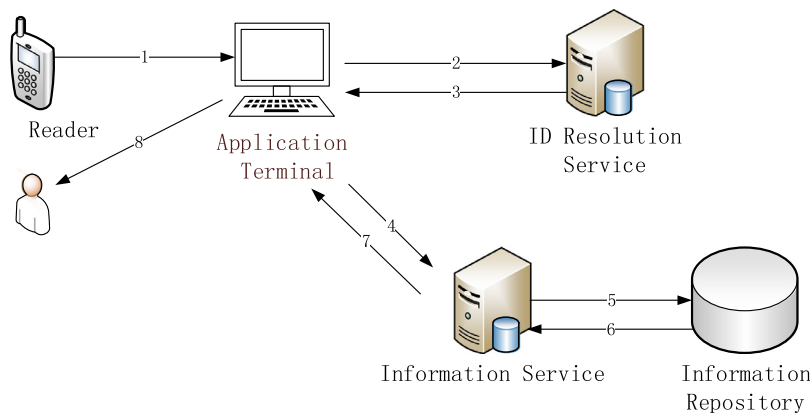 1
2
3
Reader
8
Application
Terminal
ID Resolution
Service
4
7
5
6
Information Service
Information
Repository